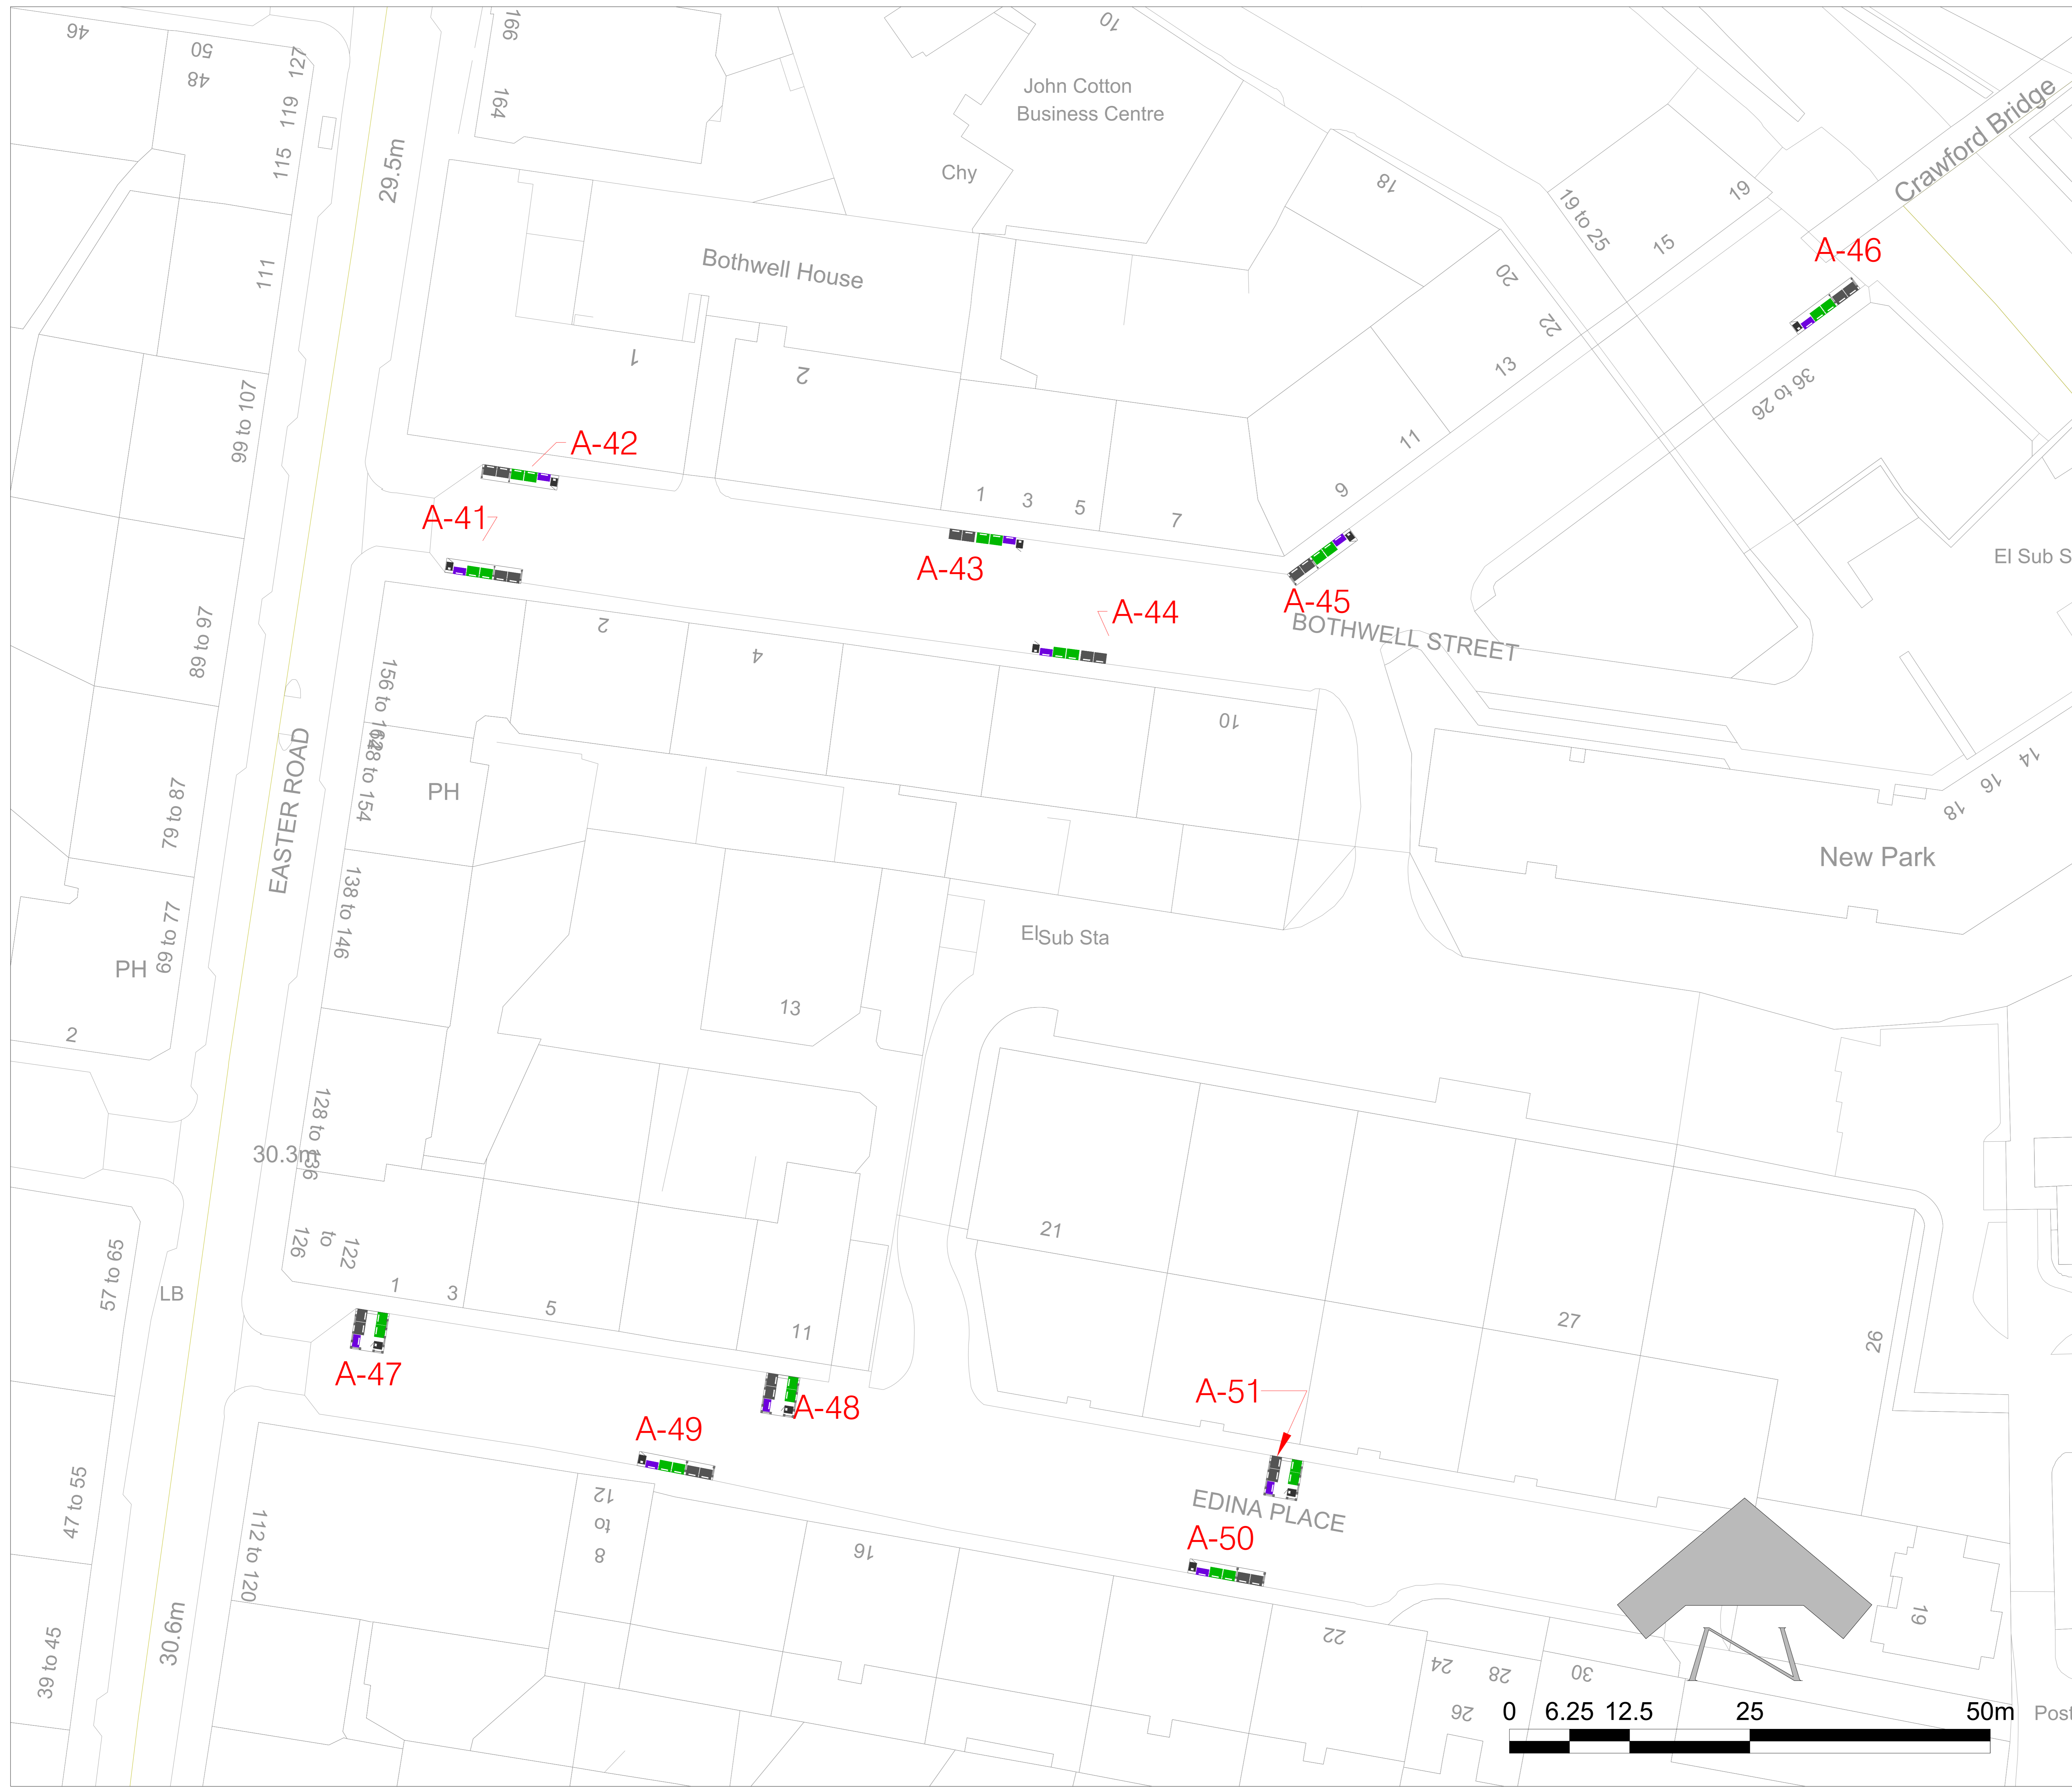 46
50
48
127
119
115
111
99 to 107
89 to 97
79 to 87
69 to 77
PH
2
29.5m
166
164
10
John Cotton
Business Centre
Chy
Bothwell House
1
2
18
19 to 25
19
15
Crawford Bridge
A-46
20
22
13
11
9
36 to 26
A-42
A-41
1
3
5
7
A-43
A-44
A-45
BOTHWELL STREET
El Sub S
2
4
10
156 to 162
148 to 154
PH
138 to 146
EASTER ROAD
14
16
18
New Park
El Sub Sta
13
128 to 136
30.3m
126
to
122
57 to 65
LB
1
3
5
11
21
27
26
A-47
A-48
A-49
A-51
EDINA PLACE
A-50
47 to 55
39 to 45
30.6m
112 to 120
12
to
8
16
22
24
28
26
30
19
N
0 6.25 12.5 25 50m
Post